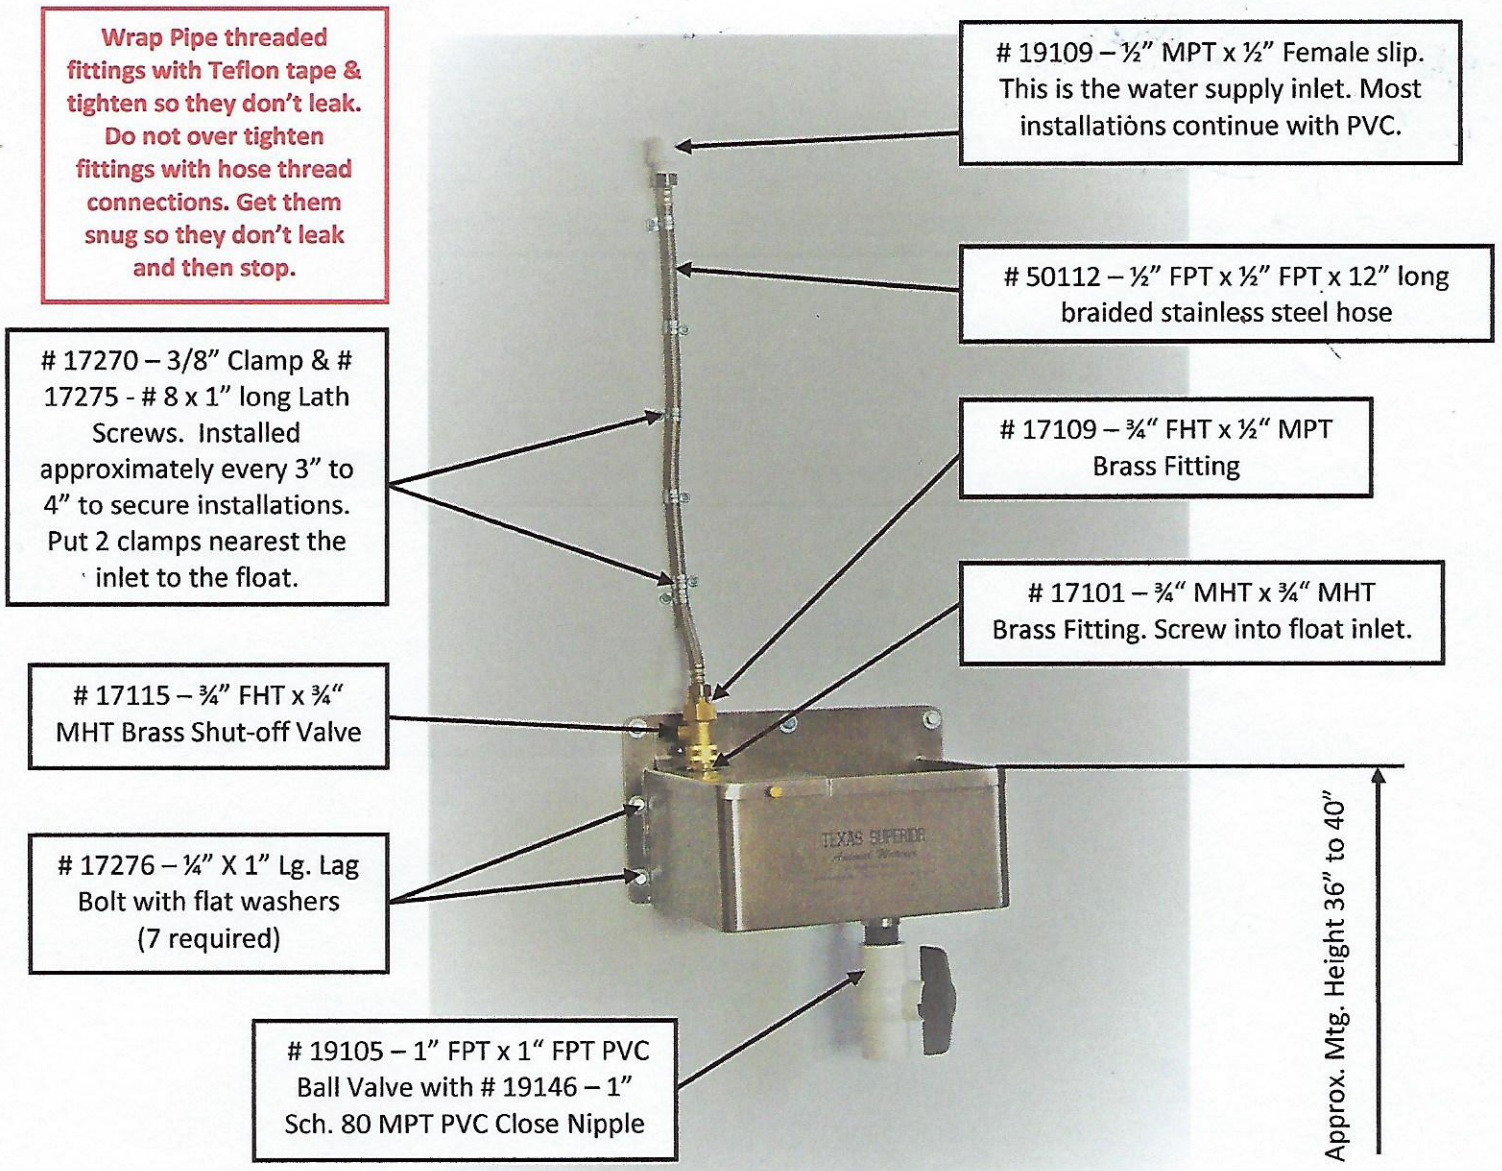 Wrap Pipe threaded
fittings with Teflon tape &
tighten so they don't leak.
Do not over tighten
fittings with hose thread
connections. Get them
snug so they don't leak
and then stop.
# 19109 – ½" MPT x ½" Female slip.
This is the water supply inlet. Most
installations continue with PVC.
# 50112 – ½" FPT x ½" FPT x 12" long
braided stainless steel hose
# 17270 – 3/8" Clamp & #
17275 - # 8 x 1" long Lath
Screws. Installed
approximately every 3" to
4" to secure installations.
Put 2 clamps nearest the
inlet to the float.
# 17109 – ¾" FHT x ½" MPT
Brass Fitting
# 17101 – ¾" MHT x ¾" MHT
Brass Fitting. Screw into float inlet.
# 17115 – ¾" FHT x ¾"
MHT Brass Shut-off Valve
# 17276 – ¼" X 1" Lg. Lag
Bolt with flat washers
(7 required)
TEXAS SUPERIOR
# 19105 – 1" FPT x 1" FPT PVC
Ball Valve with # 19146 – 1"
Sch. 80 MPT PVC Close Nipple
Approx. Mtg. Height 36" to 40"